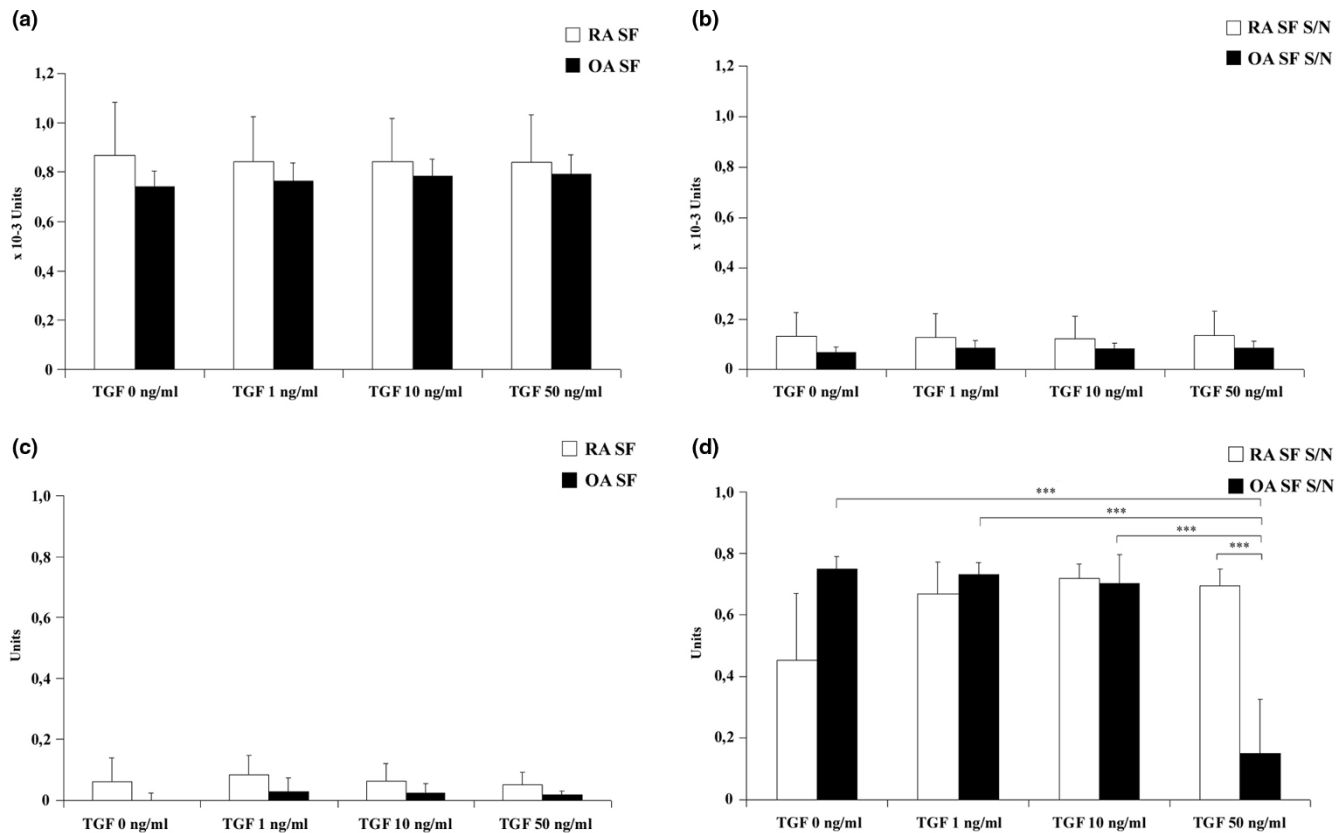 (a)
RA SF
OA SF
1,2
1,0
0,8
0,6
0,4
0,2
0
x 10-3 Units
TGF 0 ng/ml TGF 1 ng/ml TGF 10 ng/ml TGF 50 ng/ml
(b)
RA SF S/N
OA SF S/N
1,2
1,0
0,8
0,6
0,4
0,2
0
x 10-3 Units
TGF 0 ng/ml TGF 1 ng/ml TGF 10 ng/ml TGF 50 ng/ml
(c)
RA SF
OA SF
1,0
0,8
0,6
0,4
0,2
0
Units
TGF 0 ng/ml TGF 1 ng/ml TGF 10 ng/ml TGF 50 ng/ml
(d)
RA SF S/N
OA SF S/N
1,0
0,8
0,6
0,4
0,2
0
Units
***
***
***
***
TGF 0 ng/ml TGF 1 ng/ml TGF 10 ng/ml TGF 50 ng/ml